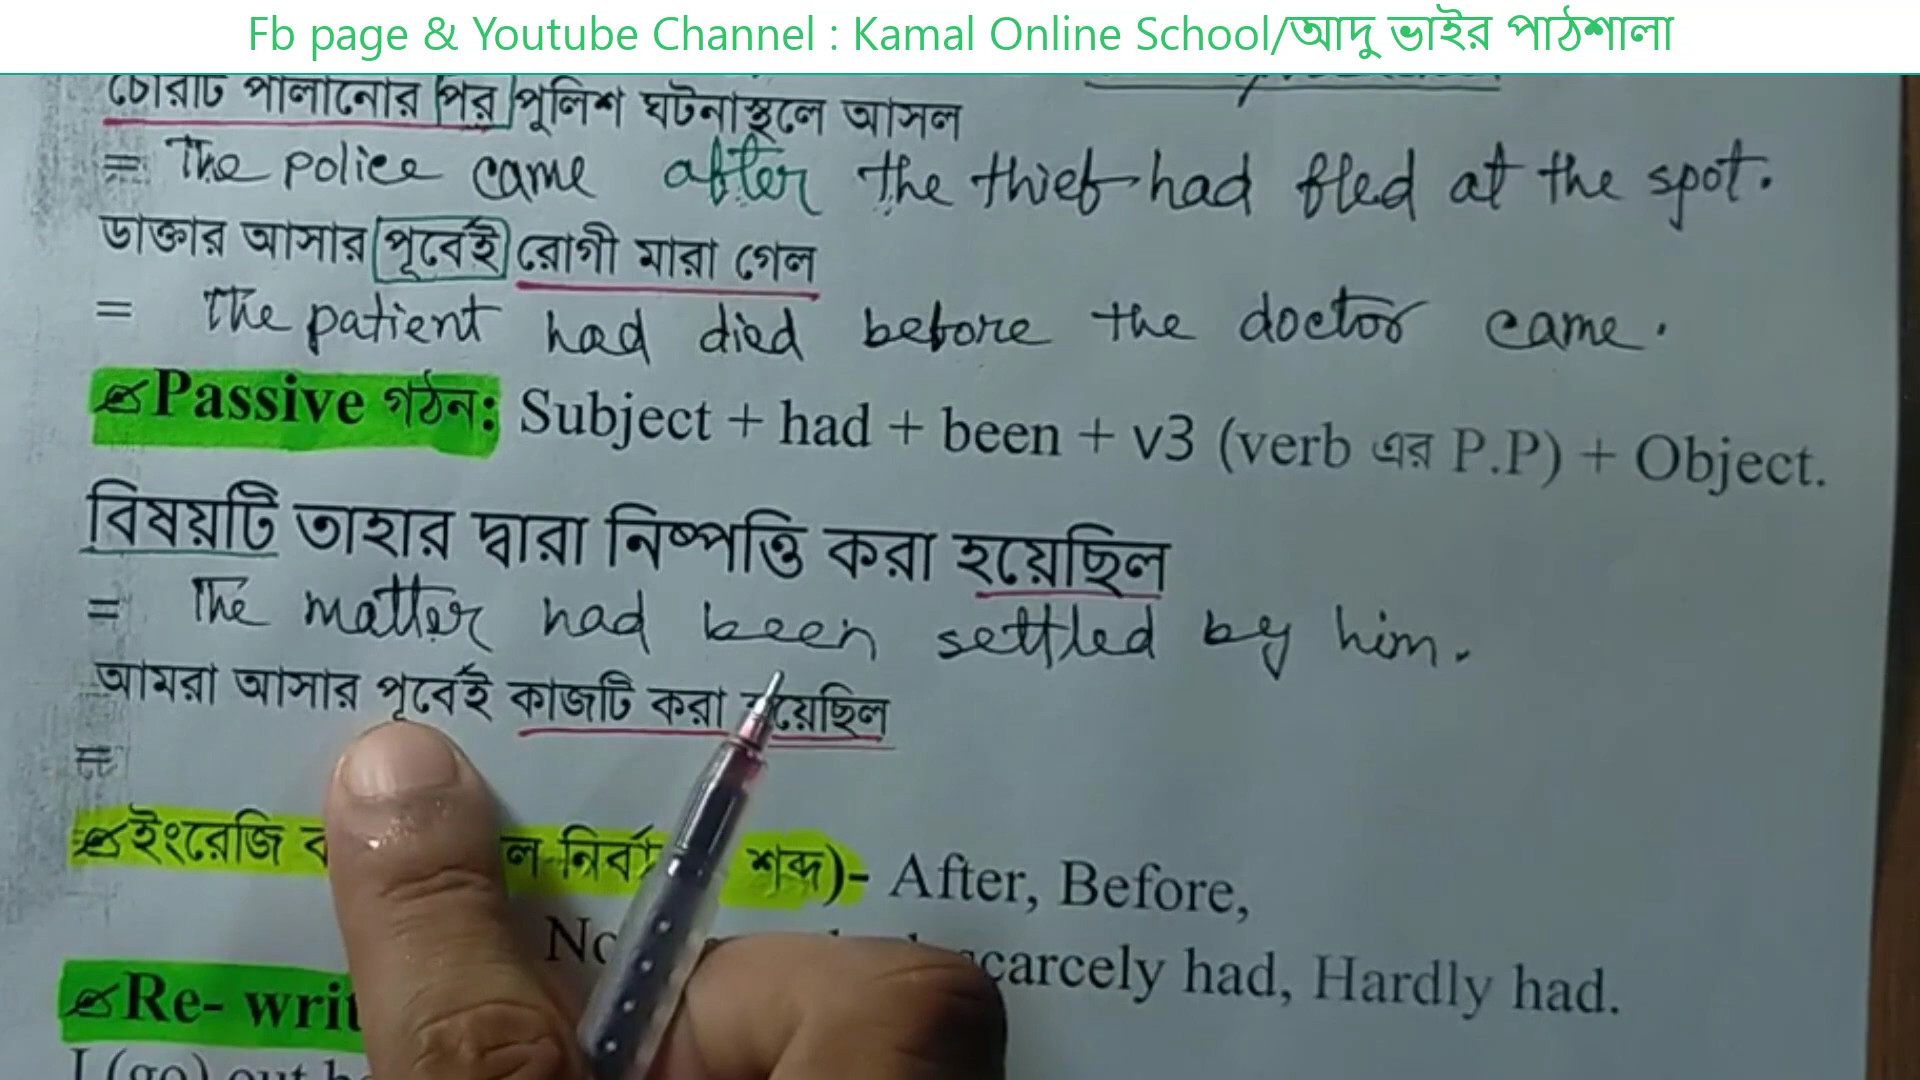 Fb page & Youtube Channel : Kamal Online School/আদু ভাইর পাঠশালা
চোরটি পালানোর পর পুলিশ ঘটনাস্থলে আসল
= The police came after the thief had fled at the spot.
ডাক্তার আসার পূর্বেই রোগী মারা গেল
= The patient had died before the doctor came.
Passive গঠন: Subject + had + been + v3 (verb এর P.P) + Object.
বিষয়টি তাহার দ্বারা নিষ্পত্তি করা হয়েছিল
= The matter had been settled by him.
আমরা আসার পূর্বেই কাজটি করা হয়েছিল
=
ইংরেজি শব্দ)- After, Before,
had, Hardly had.
Re-
I (go) out